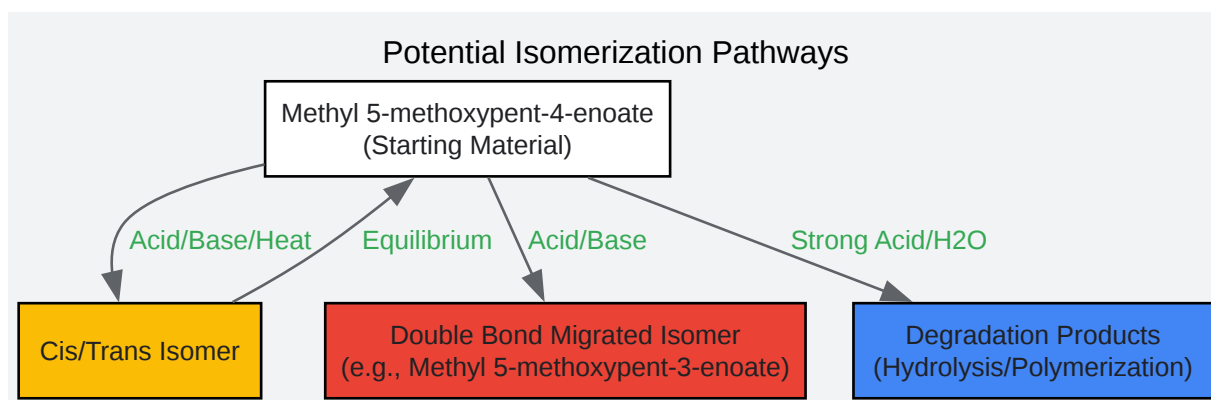 Potential Isomerization Pathways
Methyl 5-methoxypent-4-enoate
(Starting Material)
Acid/Base/Heat
Equilibrium
Acid/Base
Strong Acid/H2O
Cis/Trans Isomer
Double Bond Migrated Isomer
(e.g., Methyl 5-methoxypent-3-enoate)
Degradation Products
(Hydrolysis/Polymerization)